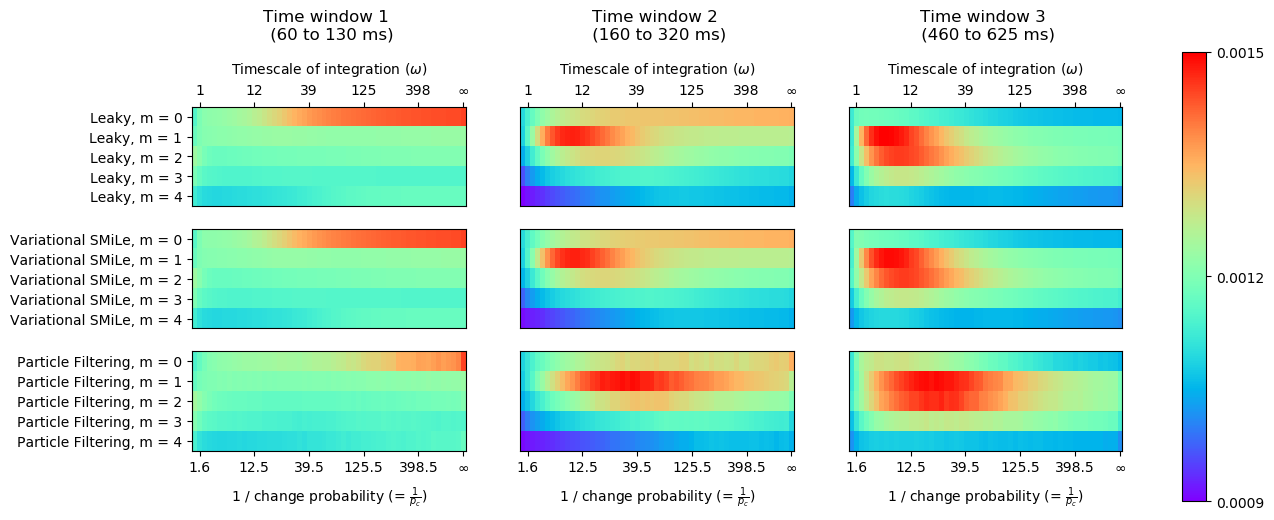 Time window 1
(60 to 130 ms)
Time window 2
(160 to 320 ms)
Time window 3
(460 to 625 ms)
Timescale of integration (ω)
Timescale of integration (ω)
Timescale of integration (ω)
1 12 39 125 398 ∞
1 12 39 125 398 ∞
1 12 39 125 398 ∞
Leaky, m = 0
Leaky, m = 1
Leaky, m = 2
Leaky, m = 3
Leaky, m = 4
Variational SMiLe, m = 0
Variational SMiLe, m = 1
Variational SMiLe, m = 2
Variational SMiLe, m = 3
Variational SMiLe, m = 4
Particle Filtering, m = 0
Particle Filtering, m = 1
Particle Filtering, m = 2
Particle Filtering, m = 3
Particle Filtering, m = 4
1.6 12.5 39.5 125.5 398.5 ∞
1.6 12.5 39.5 125.5 398.5 ∞
1.6 12.5 39.5 125.5 398.5 ∞
1 / change probability (= 1/p_c)
1 / change probability (= 1/p_c)
1 / change probability (= 1/p_c)
0.0015
0.0012
0.0009